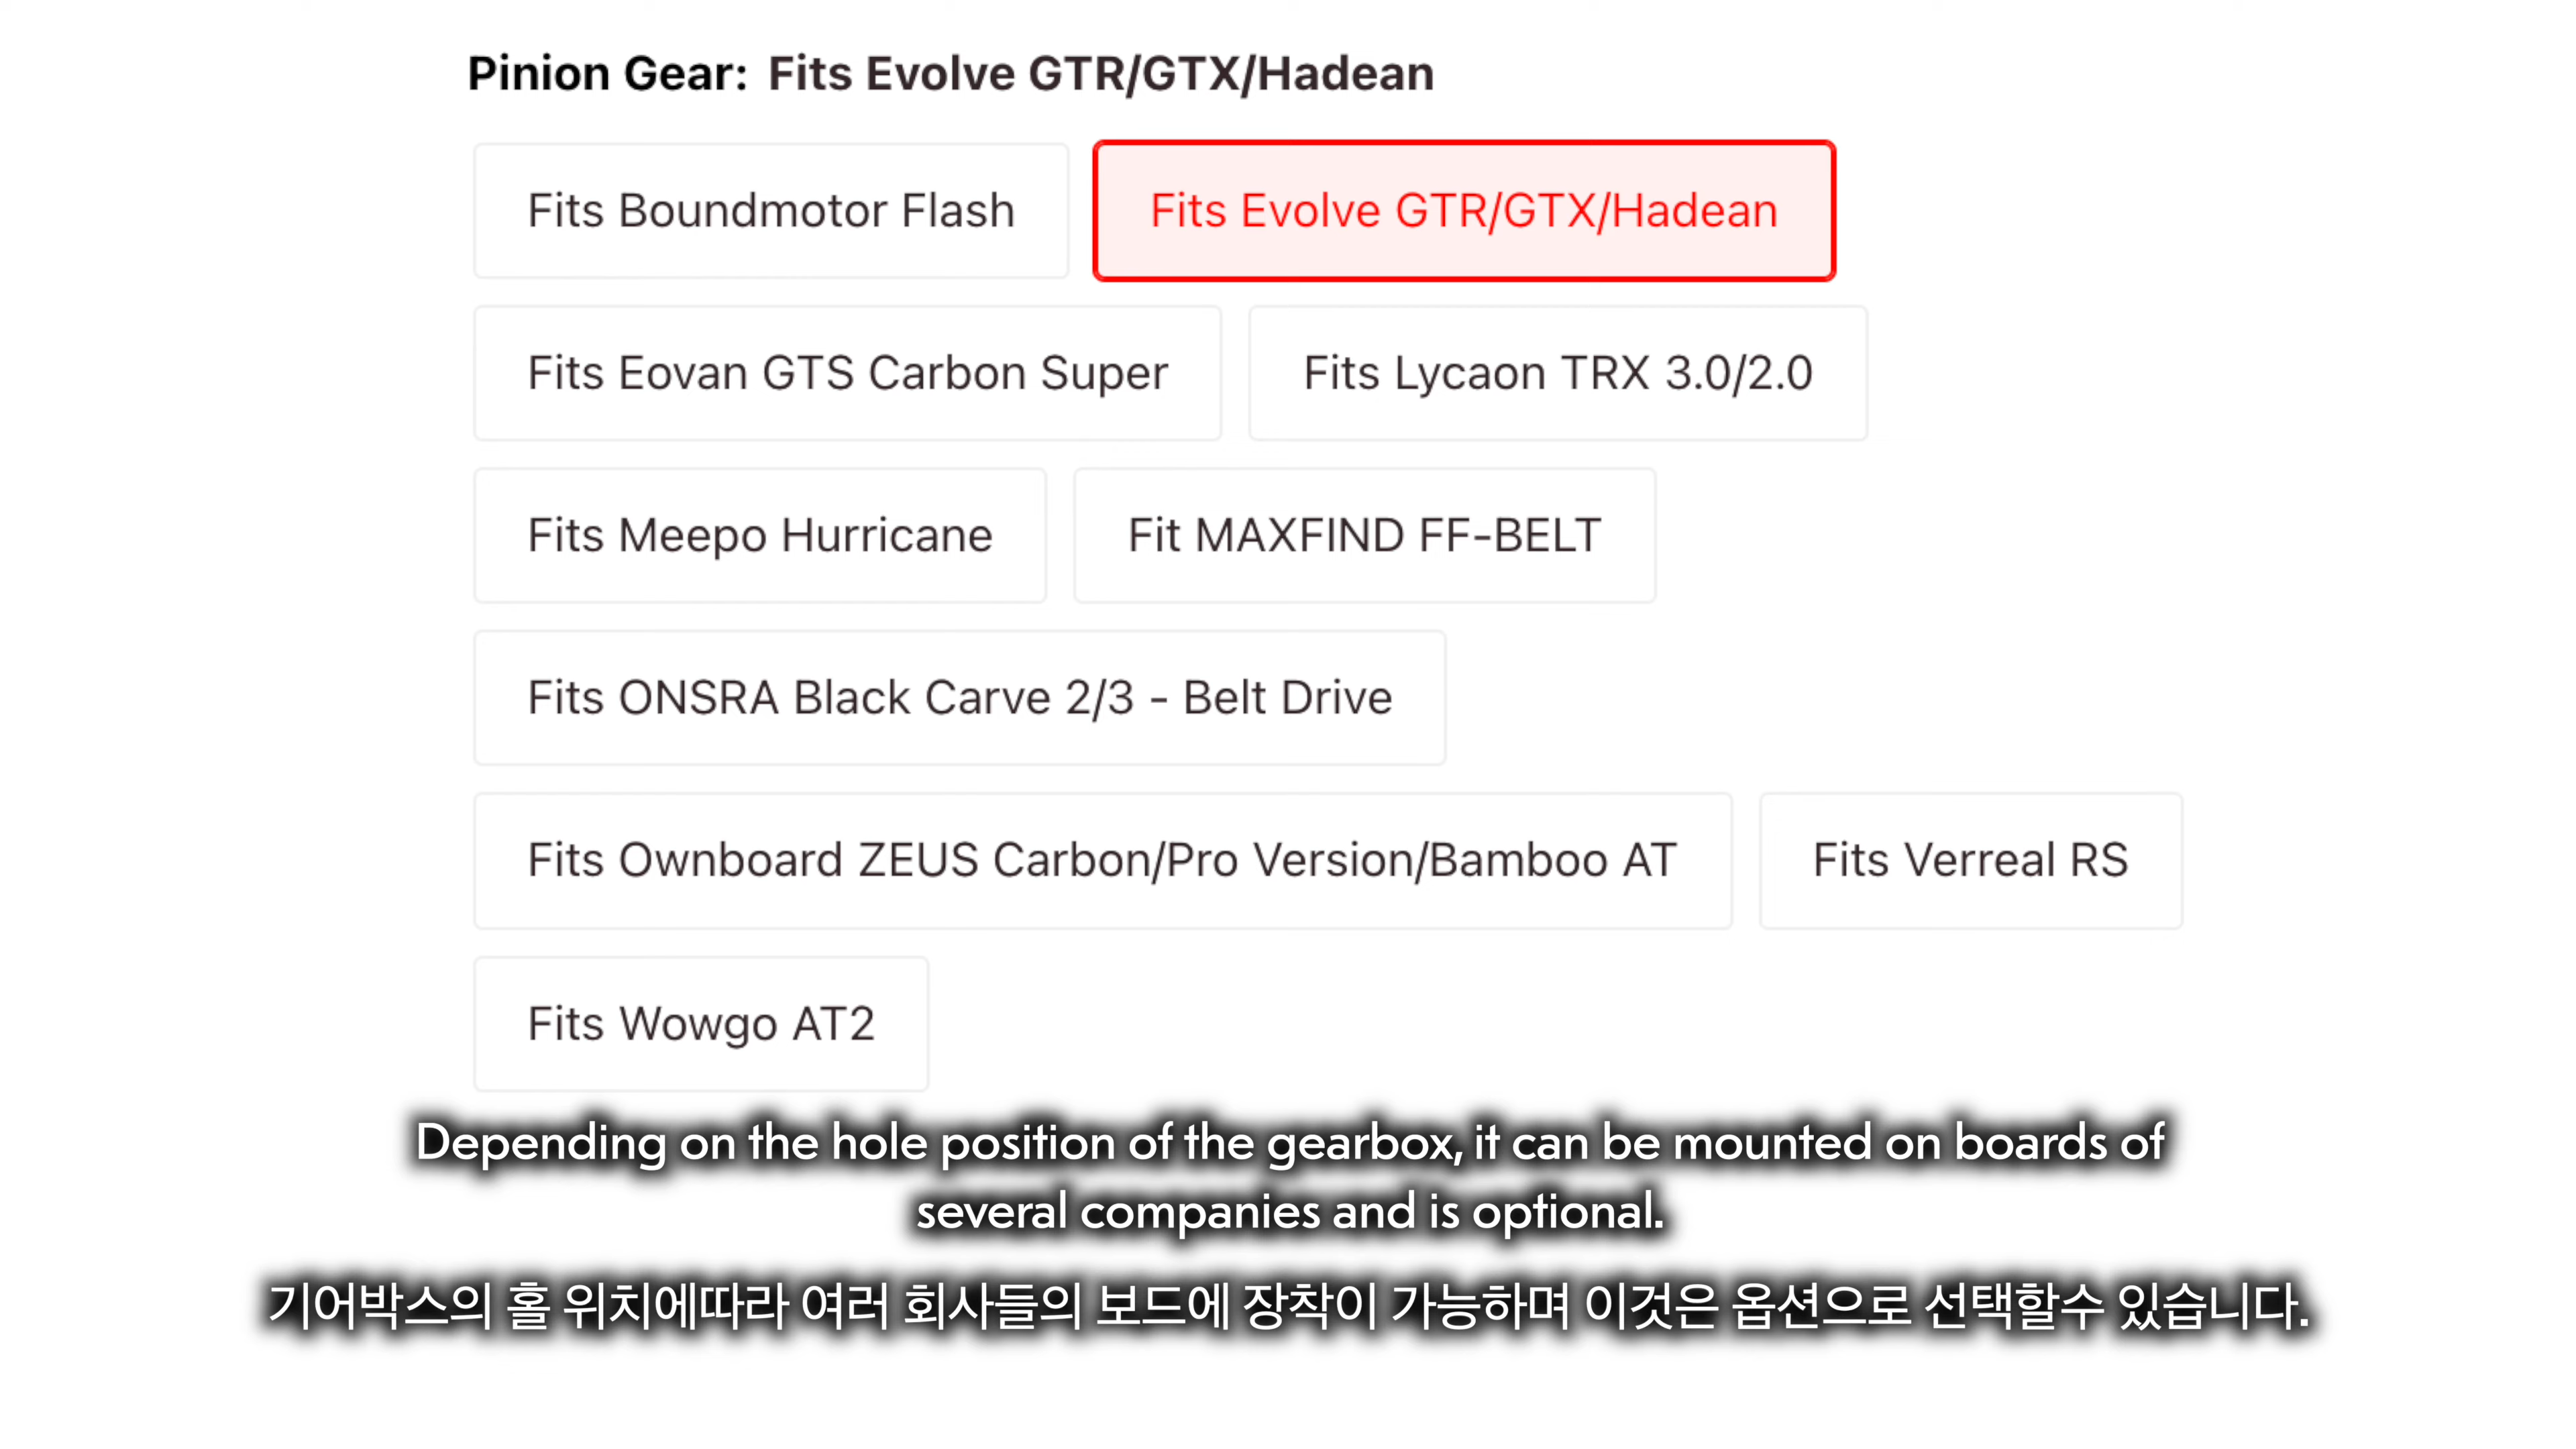 Pinion Gear: Fits Evolve GTR/GTX/Hadean
Fits Boundmotor Flash
Fits Evolve GTR/GTX/Hadean
Fits Eovan GTS Carbon Super
Fits Lycaon TRX 3.0/2.0
Fits Meepo Hurricane
Fit MAXFIND FF-BELT
Fits ONSRA Black Carve 2/3 - Belt Drive
Fits Ownboard ZEUS Carbon/Pro Version/Bamboo AT
Fits Verreal RS
Fits Wowgo AT2
Depending on the hole position of the gearbox, it can be mounted on boards of
several companies and is optional.
기어박스의 홀 위치에따라 여러 회사들의 보드에 장착이 가능하며 이것은 옵션으로 선택할수 있습니다.